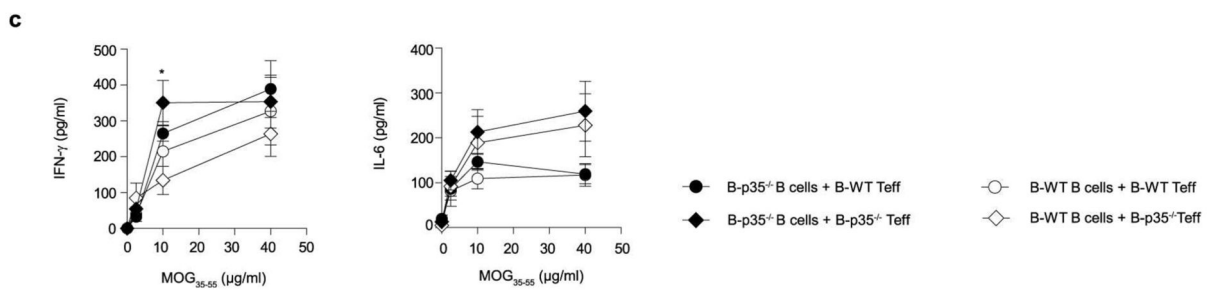 c
500
400
300
200
100
0
IFN-γ (pg/ml)
*
0 10 20 30 40 50
MOG35-55 (μg/ml)
400
300
200
100
0
IL-6 (pg/ml)
0 10 20 30 40 50
MOG35-55 (μg/ml)
B-p35-/- B cells + B-WT Teff
B-p35-/- B cells + B-p35-/- Teff
B-WT B cells + B-WT Teff
B-WT B cells + B-p35-/-Teff